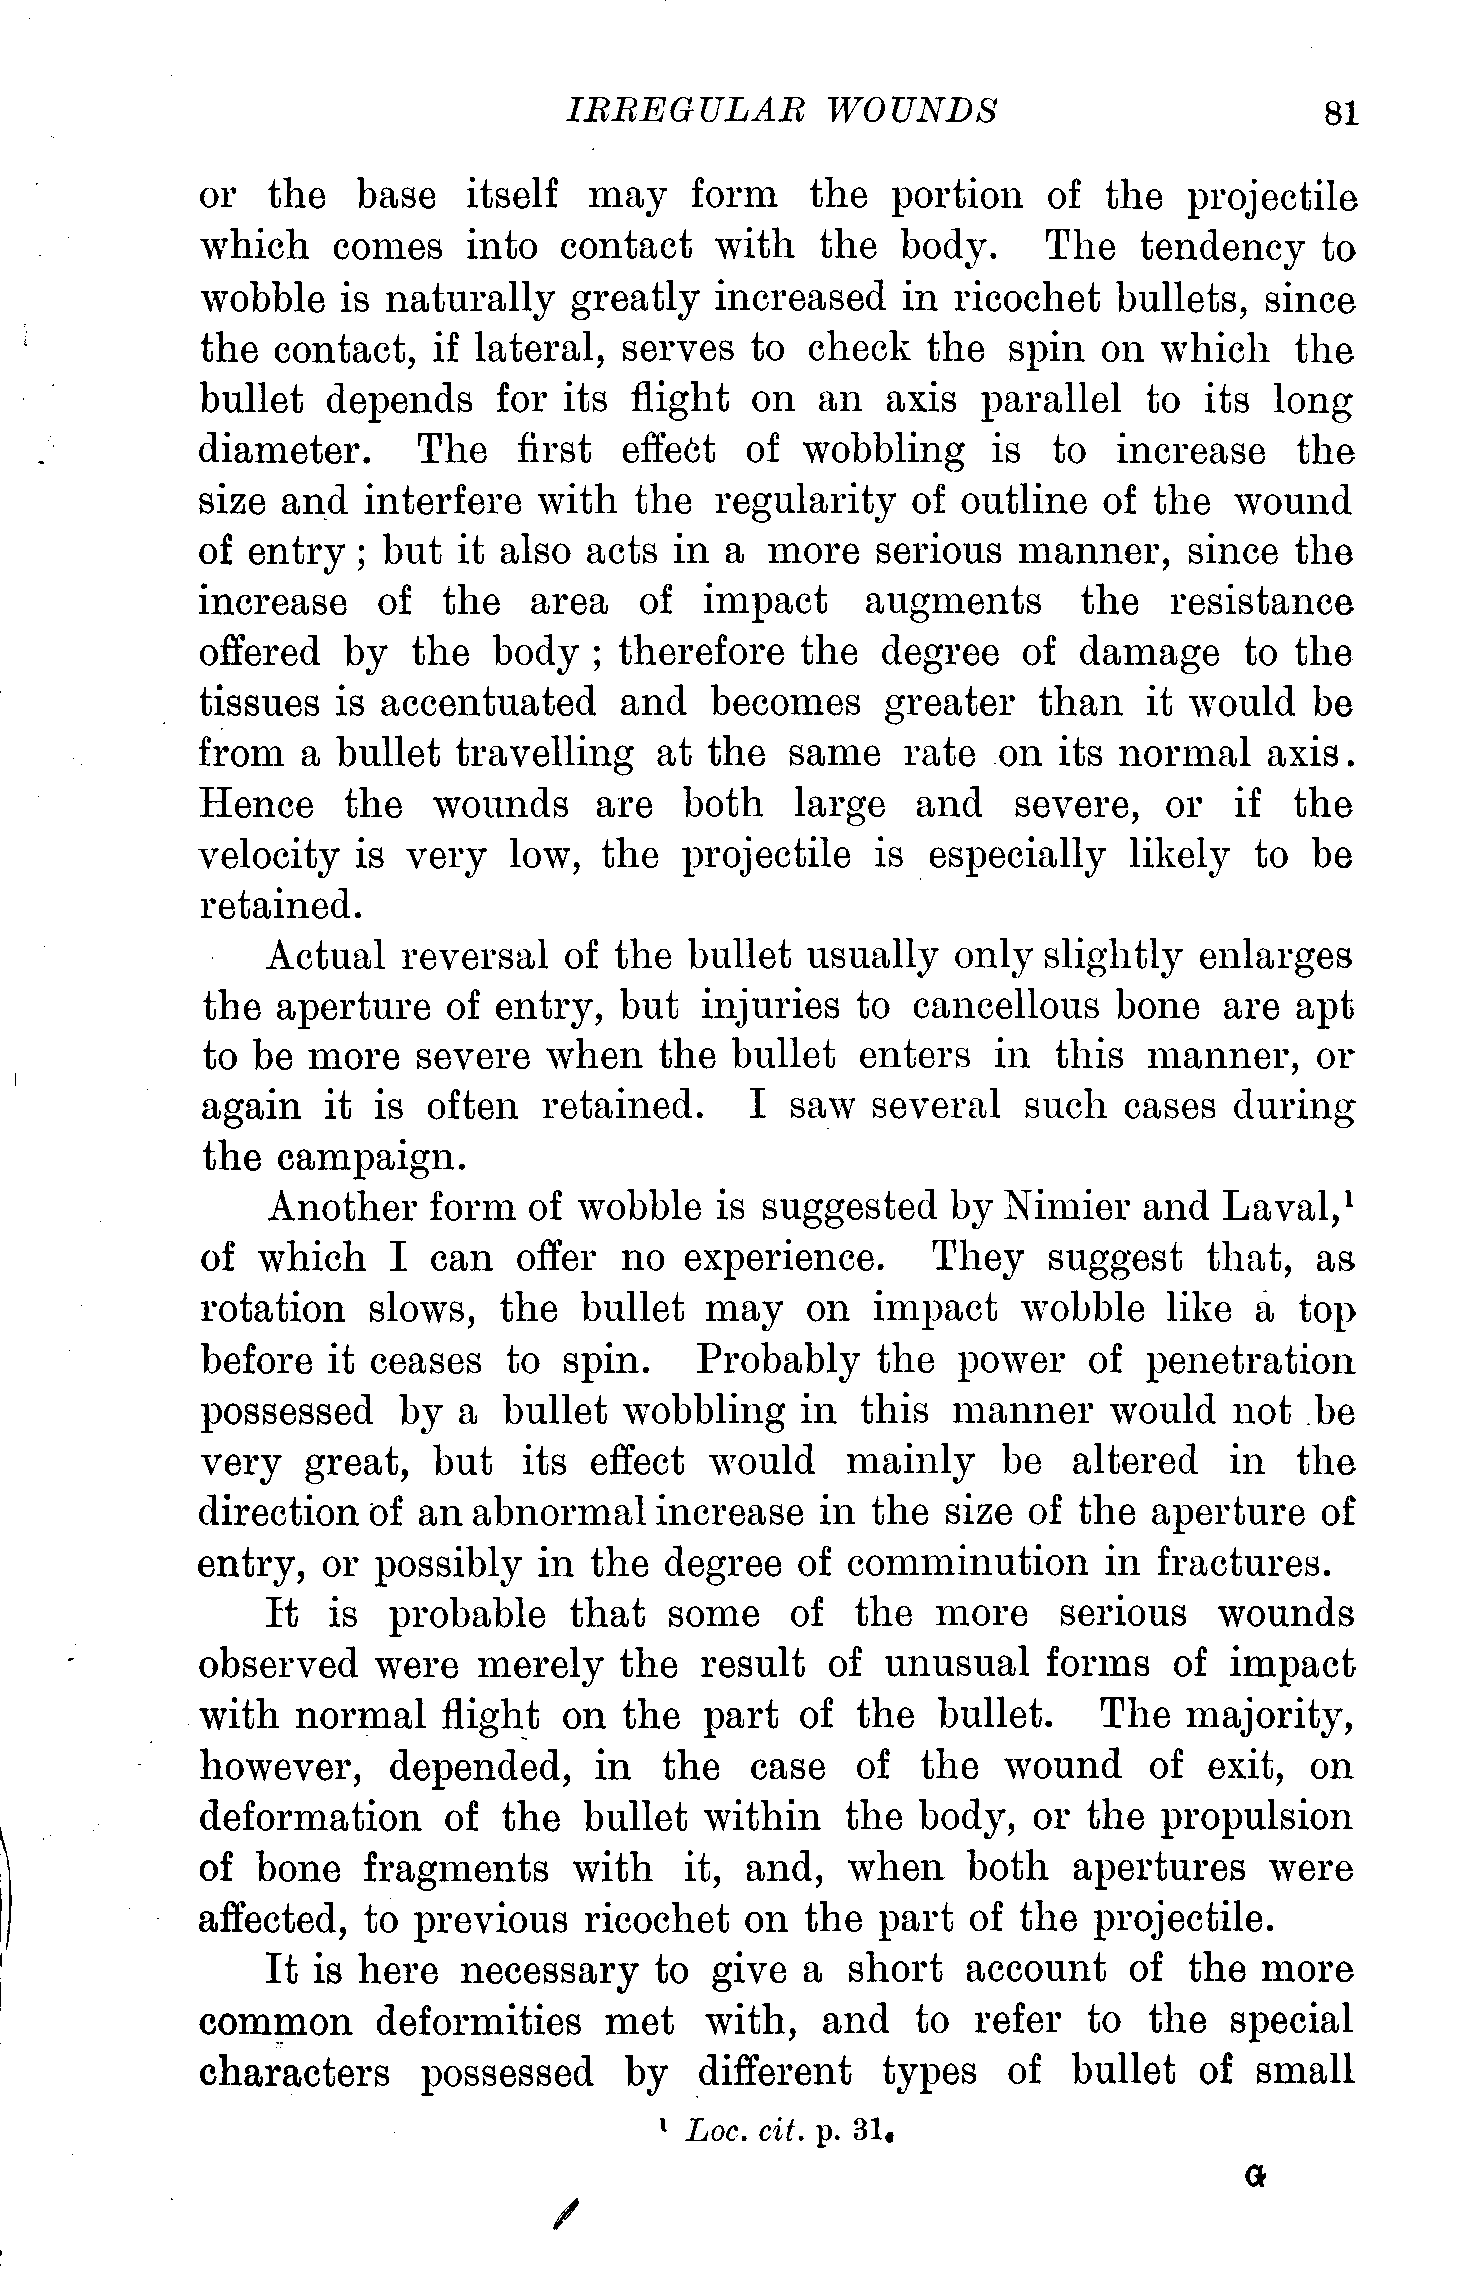 IRREGULAR WOUNDS 81
or the base itself may form the portion of the projectile
which comes into contact with the body. The tendency to
wobble is naturally greatly increased in ricochet bullets, since
the contact, if lateral, serves to check the spin on which the
bullet depends for its flight on an axis parallel to its long
diameter. The first effect of wobbling is to increase the
size and interfere with the regularity of outline of the wound
of entry ; but it also acts in a more serious manner, since the
increase of the area of impact augments the resistance
offered by the body ; therefore the degree of damage to the
tissues is accentuated and becomes greater than it would be
from a bullet travelling at the same rate on its normal axis.
Hence the wounds are both large and severe, or if the
velocity is very low, the projectile is especially likely to be
retained.
Actual reversal of the bullet usually only slightly enlarges
the aperture of entry, but injuries to cancellous bone are apt
to be more severe when the bullet enters in this manner, or
again it is often retained. I saw several such cases during
the campaign.
Another form of wobble is suggested by Nimier and Laval,¹
of which I can offer no experience. They suggest that, as
rotation slows, the bullet may on impact wobble like a top
before it ceases to spin. Probably the power of penetration
possessed by a bullet wobbling in this manner would not be
very great, but its effect would mainly be altered in the
direction of an abnormal increase in the size of the aperture of
entry, or possibly in the degree of comminution in fractures.
It is probable that some of the more serious wounds
observed were merely the result of unusual forms of impact
with normal flight on the part of the bullet. The majority,
however, depended, in the case of the wound of exit, on
deformation of the bullet within the body, or the propulsion
of bone fragments with it, and, when both apertures were
affected, to previous ricochet on the part of the projectile.
It is here necessary to give a short account of the more
common deformities met with, and to refer to the special
characters possessed by different types of bullet of small
¹ Loc. cit. p. 31.
G